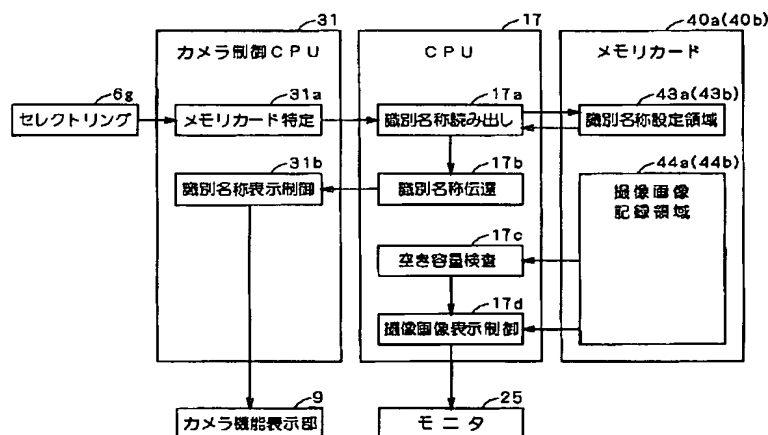 31
17
40a(40b)
カメラ制御CPU
CPU
メモリカード
6g
31a
17a
43a(43b)
セレクトリング
メモリカード特定
識別名称読み出し
識別名称設定領域
31b
17b
44a(44b)
識別名称表示制御
識別名称伝達
撮像画像
記録領域
17c
空き容量検査
17d
撮像画像表示制御
9
25
カメラ機能表示部
モニタ